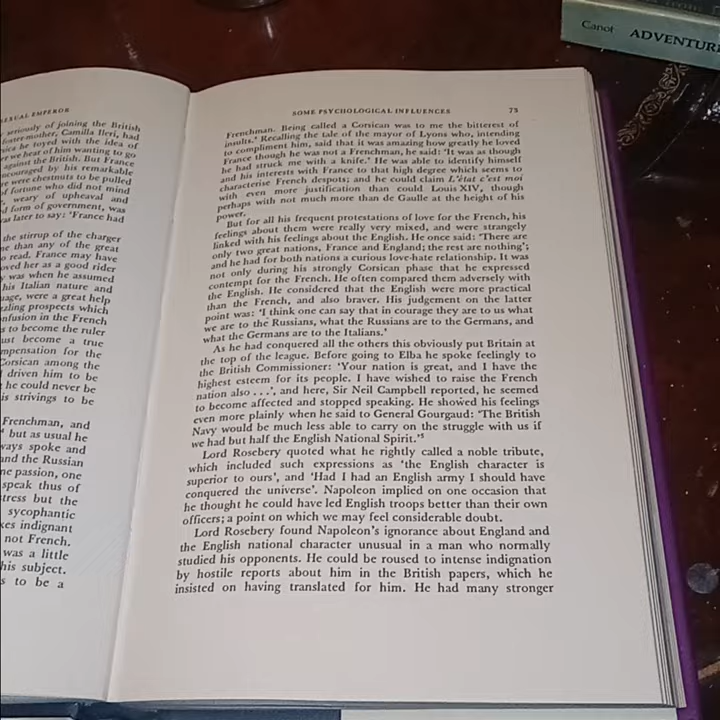 Canot ADVENTUR
SEXUAL EMPEROR
seriously of joining the British
foster-mother, Camilla Ileri, had
he toyed with the idea of
we hear of him wanting to go
against the British. But France
encouraged by his remarkable
were chestnuts to be pulled
fortune who did not mind
weary of upheaval and
form of government, was
was later to say: 'France had
the stirrup of the charger
me than any of the great
read. France may have
oved her as a good rider
was when he assumed
his Italian nature and
uage, were a great help
zzling prospects which
nfusion in the French
s to become the ruler
ust become a true
mpensation for the
Corsican among the
driven him to be
he could never be
is strivings to be
Frenchman, and
but as usual he
ways spoke and
and the Russian
ne passion, one
speak thus of
stress but the
sycophantic
kes indignant
not French.
was a little
his subject.
s to be a
SOME PSYCHOLOGICAL INFLUENCES 73
Frenchman. Being called a Corsican was to me the bitterest of
insults.' Recalling the tale of the mayor of Lyons who, intending
to compliment him, said that it was amazing how greatly he loved
France though he was not a Frenchman, he said: 'It was as though
he had struck me with a knife.' He was able to identify himself
and his interests with France to that high degree which seems to
characterise French despots; and he could claim L'état c'est moi
with even more justification than could Louis XIV, though
perhaps with not much more than de Gaulle at the height of his
power.
But for all his frequent protestations of love for the French, his
feelings about them were really very mixed, and were strangely
linked with his feelings about the English. He once said: 'There are
only two great nations, France and England; the rest are nothing';
and he had for both nations a curious love-hate relationship. It was
not only during his strongly Corsican phase that he expressed
contempt for the French. He often compared them adversely with
the English. He considered that the English were more practical
than the French, and also braver. His judgement on the latter
point was: 'I think one can say that in courage they are to us what
we are to the Russians, what the Russians are to the Germans, and
what the Germans are to the Italians.'
As he had conquered all the others this obviously put Britain at
the top of the league. Before going to Elba he spoke feelingly to
the British Commissioner: 'Your nation is great, and I have the
highest esteem for its people. I have wished to raise the French
nation also . . .', and here, Sir Neil Campbell reported, he seemed
to become affected and stopped speaking. He showed his feelings
even more plainly when he said to General Gourgaud: 'The British
Navy would be much less able to carry on the struggle with us if
we had but half the English National Spirit.'⁵
Lord Rosebery quoted what he rightly called a noble tribute,
which included such expressions as 'the English character is
superior to ours', and 'Had I had an English army I should have
conquered the universe'. Napoleon implied on one occasion that
he thought he could have led English troops better than their own
officers; a point on which we may feel considerable doubt.
Lord Rosebery found Napoleon's ignorance about England and
the English national character unusual in a man who normally
studied his opponents. He could be roused to intense indignation
by hostile reports about him in the British papers, which he
insisted on having translated for him. He had many stronger